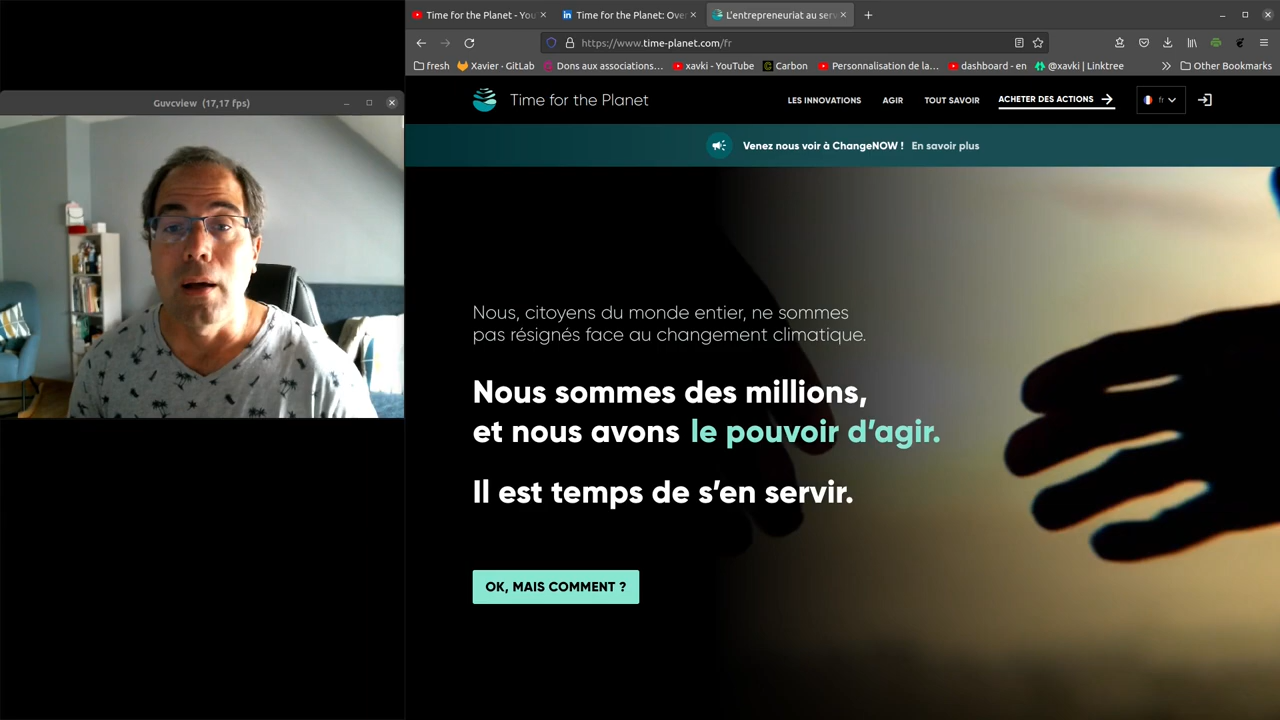 Time for the Planet - You
Time for the Planet: Over
L'entrepreneuriat au serv
https://www.time-planet.com/fr
fresh
Xavier · GitLab
Dons aux associations…
xavki - YouTube
Carbon
Personnalisation de la…
dashboard - en
@xavki | Linktree
Other Bookmarks
Guvcview (17,17 fps)
Time for the Planet
LES INNOVATIONS
AGIR
TOUT SAVOIR
ACHETER DES ACTIONS
fr
Venez nous voir à ChangeNOW ! En savoir plus
Nous, citoyens du monde entier, ne sommes
pas résignés face au changement climatique.
Nous sommes des millions,
et nous avons le pouvoir d'agir.
Il est temps de s'en servir.
OK, MAIS COMMENT ?